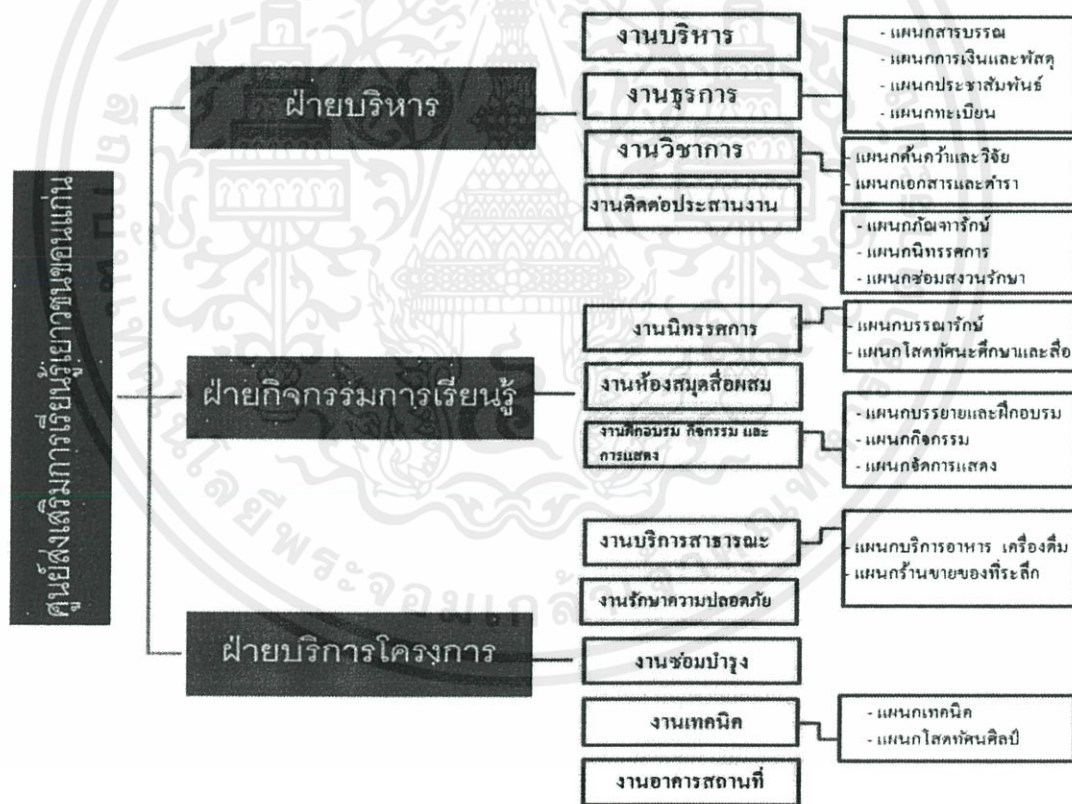 ศูนย์ส่งเสริมการเรียนรู้เยาวชนขอนแก่น
ฝ่ายบริหาร
งานบริหาร
งานธุรการ
- แผนกสารบรรณ
- แผนกการเงินและพัสดุ
- แผนกประชาสัมพันธ์
- แผนกทะเบียน
งานวิชาการ
- แผนกค้นคว้าและวิจัย
- แผนกเอกสารและตำรา
งานติดต่อประสานงาน
- แผนกภัณฑารักษ์
- แผนกนิทรรศการ
- แผนกซ่อมสงวนรักษา
ฝ่ายกิจกรรมการเรียนรู้
งานนิทรรศการ
- แผนกบรรณารักษ์
- แผนกโสตทัศนะศึกษาและสื่อ
งานห้องสมุดสื่อผสม
งานฝึกอบรม กิจกรรม และ
การแสดง
- แผนกบรรยายและฝึกอบรม
- แผนกกิจกรรม
- แผนกจัดการแสดง
ฝ่ายบริการโครงการ
งานบริการสาธารณะ
- แผนกบริการอาหาร เครื่องดื่ม
- แผนกร้านขายของที่ระลึก
งานรักษาความปลอดภัย
งานซ่อมบำรุง
งานเทคนิค
- แผนกเทคนิค
- แผนกโสตทัศนศิลป์
งานอาคารสถานที่